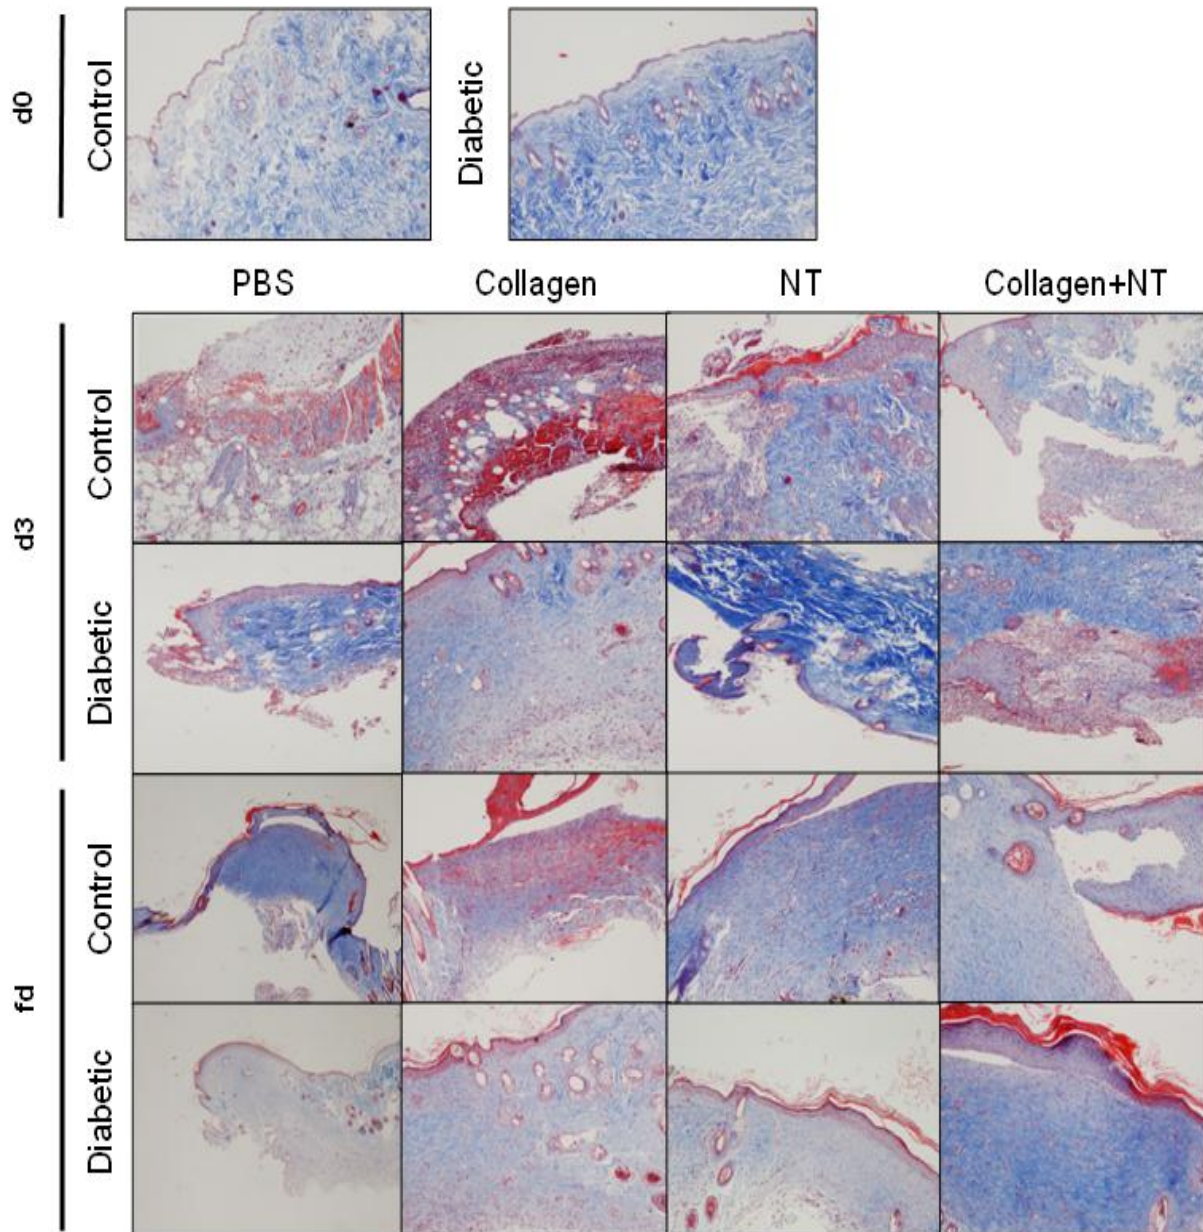 d0
Control
Diabetic
PBS
Collagen
NT
Collagen+NT
d3
Control
Diabetic
fd
Control
Diabetic